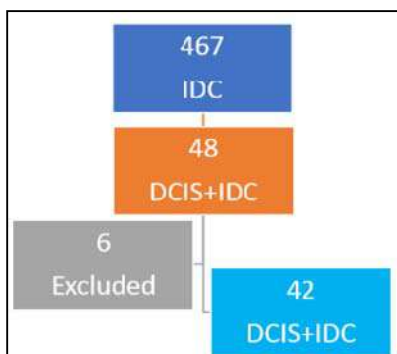 467
IDC
48
DCIS+IDC
6
Excluded
42
DCIS+IDC